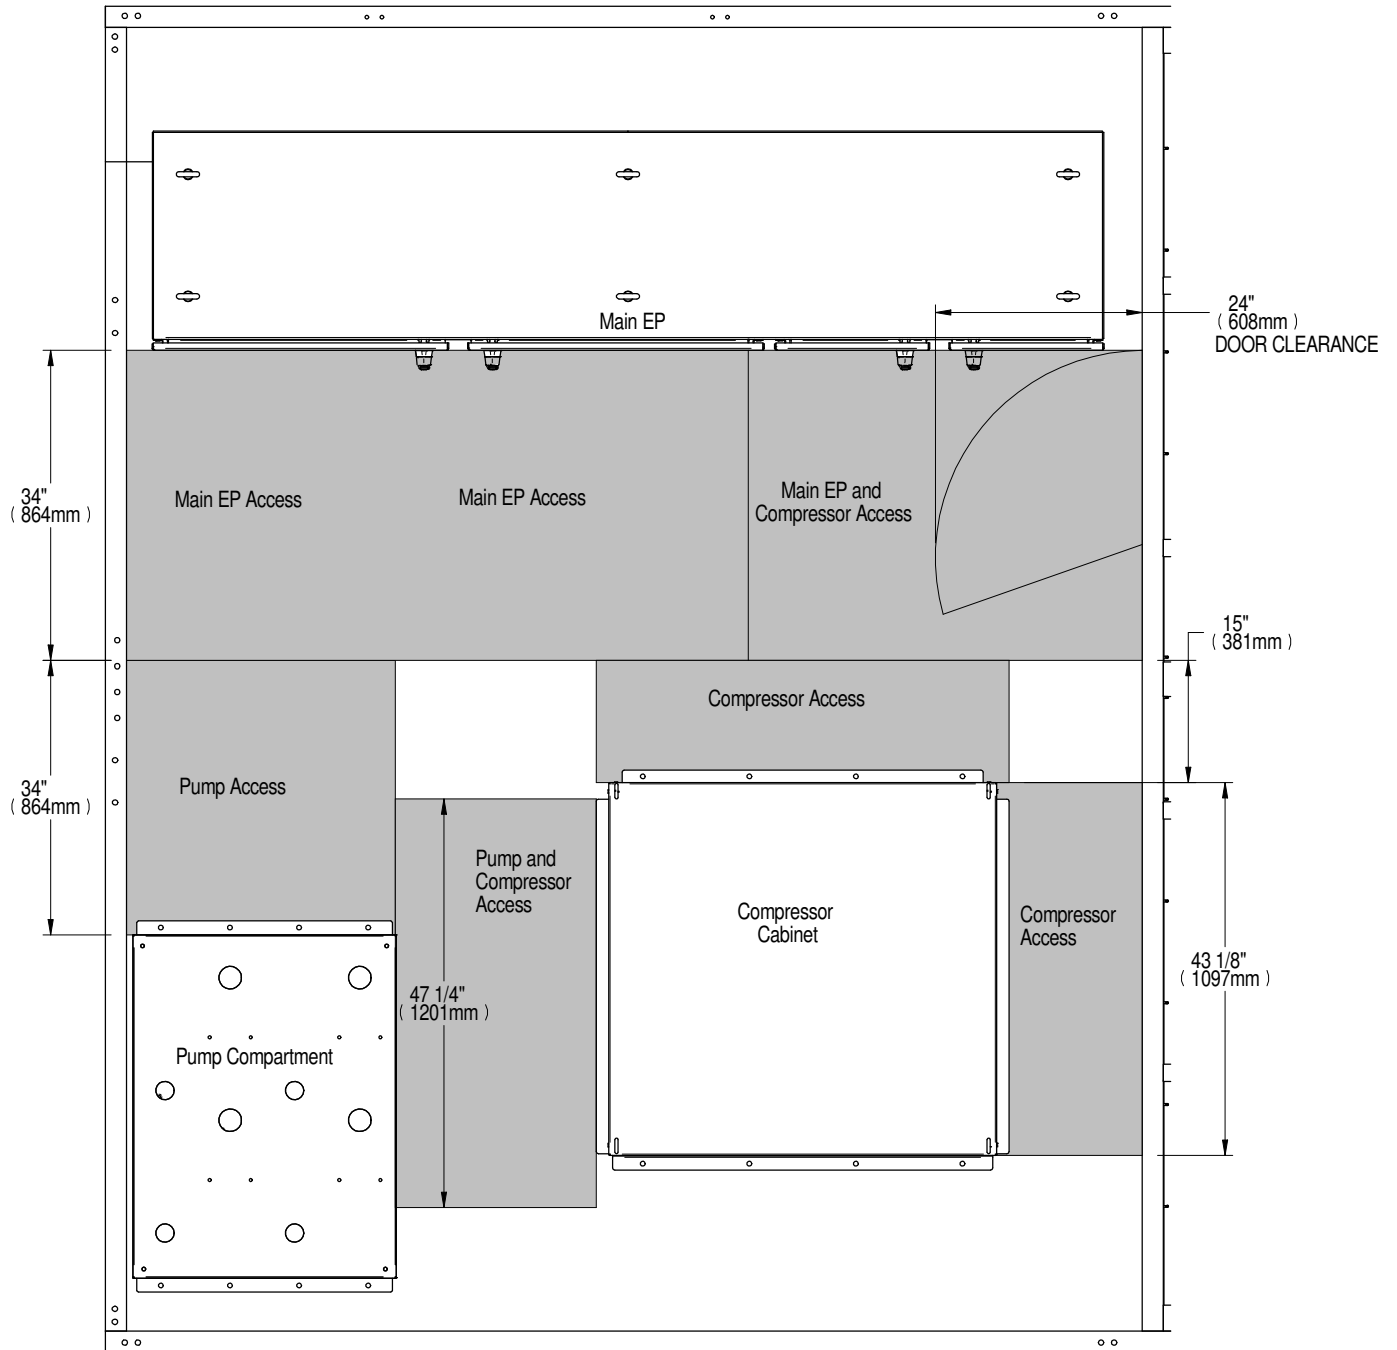 Main EP
24"
( 608mm )
DOOR CLEARANCE
34"
( 864mm )
Main EP Access
Main EP Access
Main EP and
Compressor Access
15"
( 381mm )
Compressor Access
34"
( 864mm )
Pump Access
Pump and
Compressor
Access
Compressor
Cabinet
Compressor
Access
43 1/8"
( 1097mm )
47 1/4"
( 1201mm )
Pump Compartment